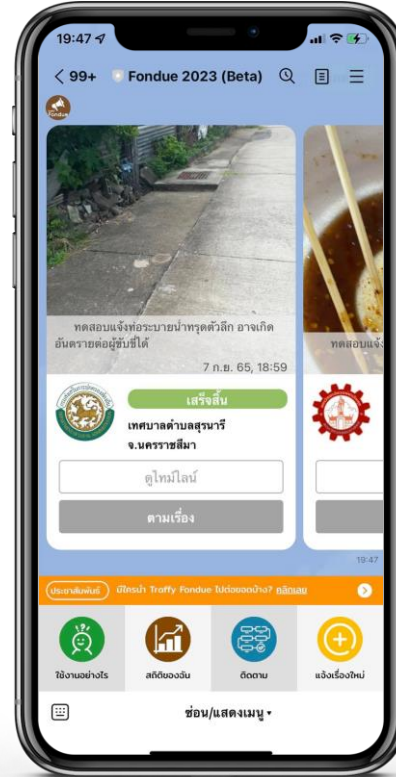 19:47
99+ Fondue 2023 (Beta)
Fondue
ทดสอบแจ้งท่อระบายน้ำทรุดตัวลึก อาจเกิด
อันตรายต่อผู้ขับขี่ได้
7 ก.ย. 65, 18:59
ทดสอบแจ้ง
เสร็จสิ้น
เทศบาลตำบลสุรนารี
จ.นครราชสีมา
ดูไทม์ไลน์
ตามเรื่อง
19:47
ประชาสัมพันธ์ มีใครนำ Traffy Fondue ไปต่อยอดบ้าง? คลิกเลย
ใช้งานอย่างไร สถิติของฉัน ติดตาม แจ้งเรื่องใหม่
ซ่อน/แสดงเมนู